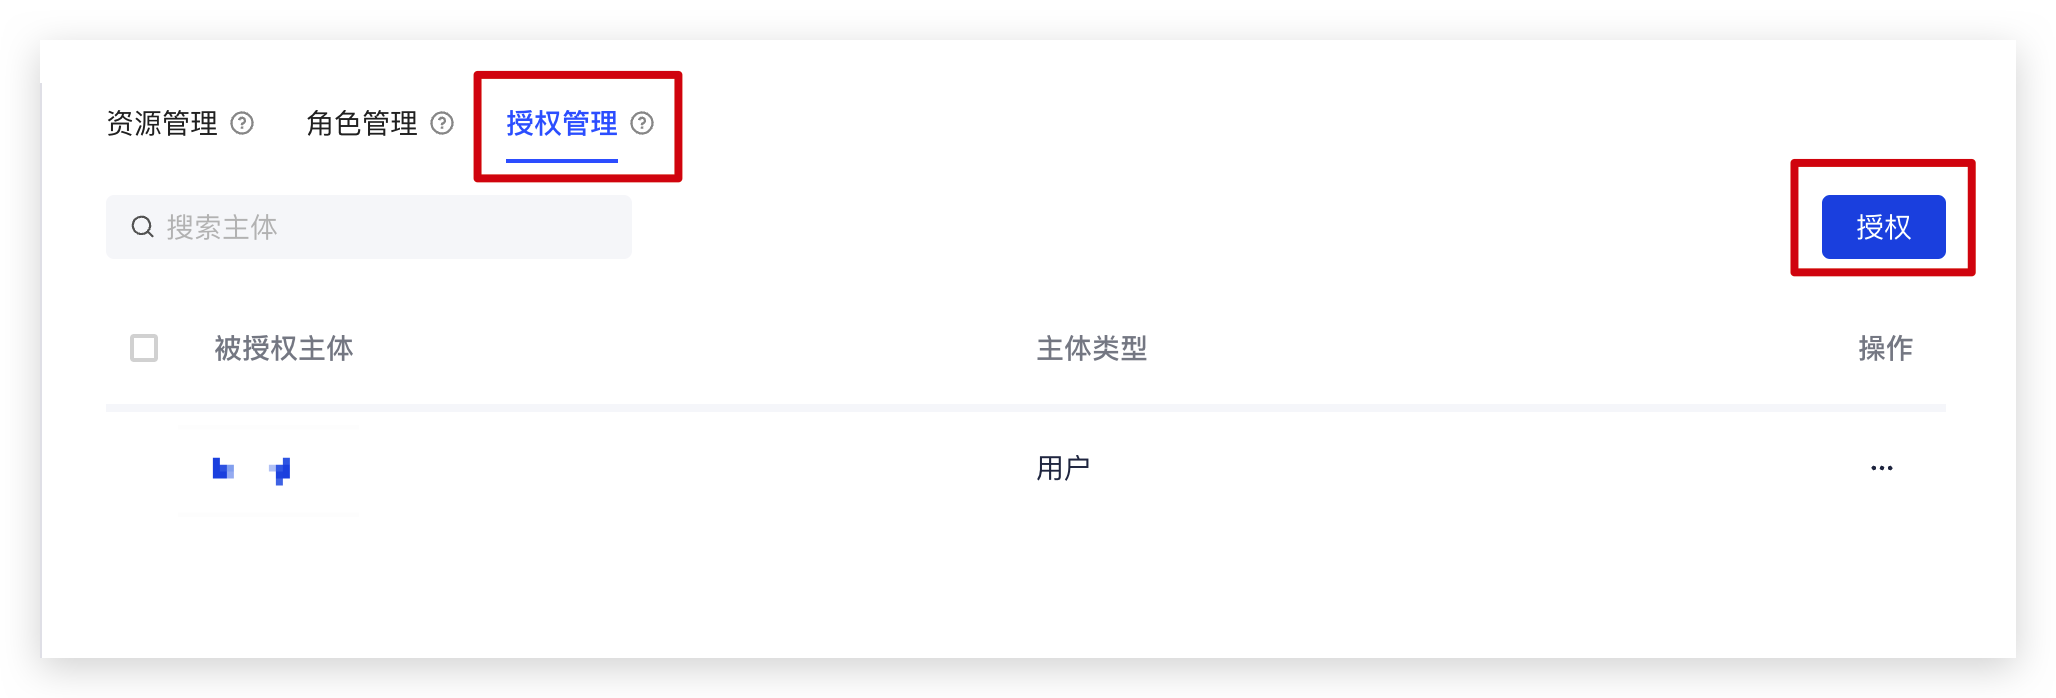 资源管理 角色管理 授权管理
搜索主体
授权
被授权主体 主体类型 操作
用户